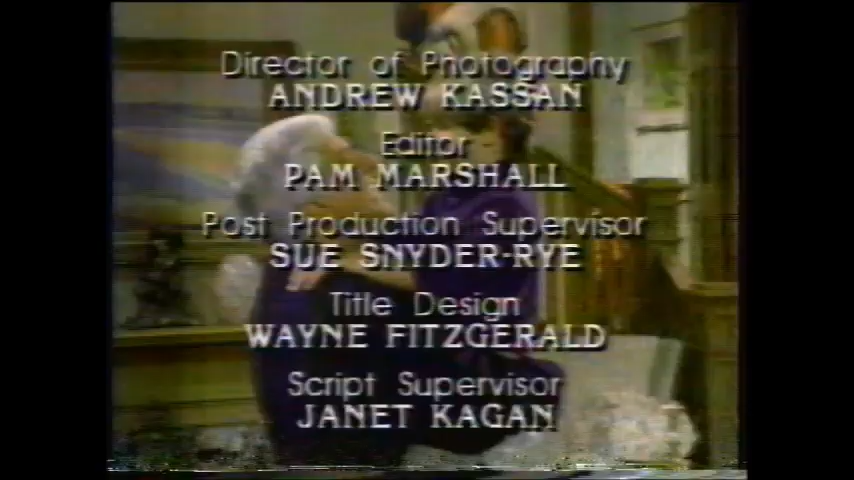 Director of Photography
ANDREW KASSAN
Editor
PAM MARSHALL
Post Production Supervisor
SUE SNYDER-RYE
Title Design
WAYNE FITZGERALD
Script Supervisor
JANET KAGAN